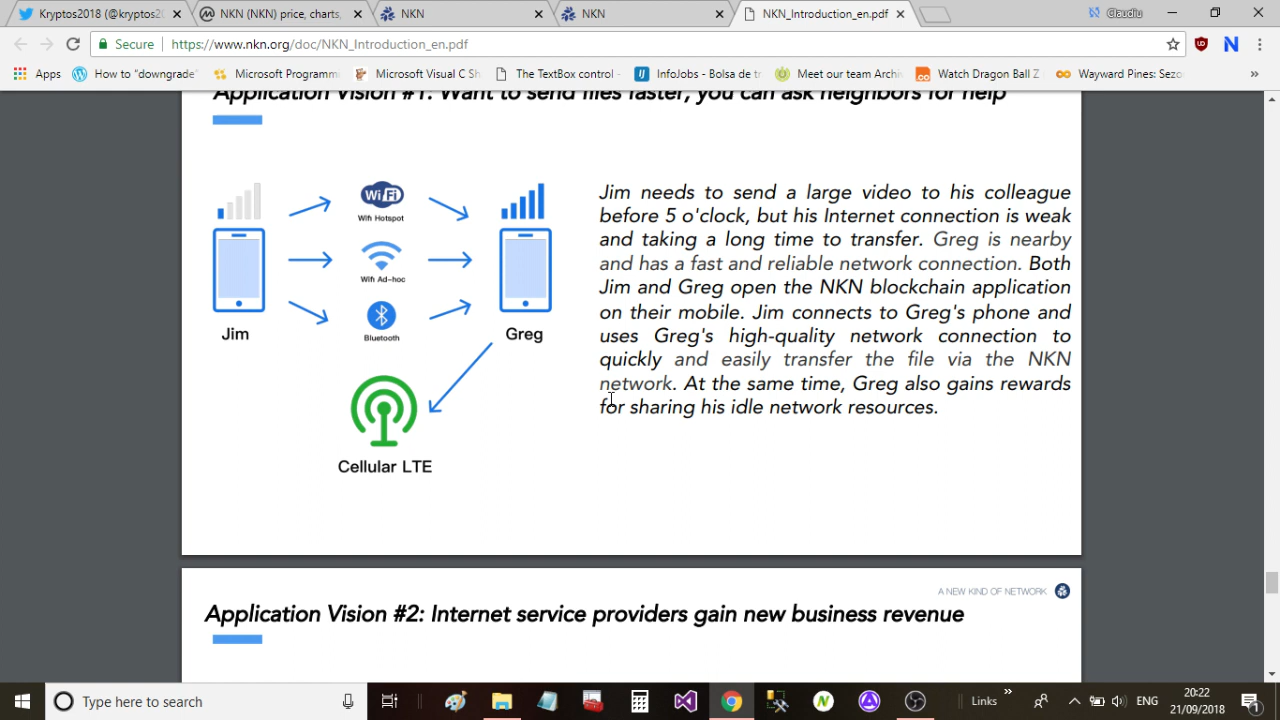 Kryptos2018 (@kryptos2
NKN (NKN) price, charts,
NKN
NKN
NKN_Introduction_en.pdf
Claudiu
Secure
https://www.nkn.org/doc/NKN_Introduction_en.pdf
Apps
How to "downgrade"
Microsoft Programm
Microsoft Visual C Sh
The TextBox control -
InfoJobs - Bolsa de tr
Meet our team Archi
Watch Dragon Ball Z
Wayward Pines: Sezo
»
Application Vision #1: Want to send files faster, you can ask neighbors for help
WiFi
Wifi Hotspot
Wifi Ad-hoc
Bluetooth
Jim
Greg
Cellular LTE
Jim needs to send a large video to his colleague
before 5 o'clock, but his Internet connection is weak
and taking a long time to transfer. Greg is nearby
and has a fast and reliable network connection. Both
Jim and Greg open the NKN blockchain application
on their mobile. Jim connects to Greg's phone and
uses Greg's high-quality network connection to
quickly and easily transfer the file via the NKN
network. At the same time, Greg also gains rewards
for sharing his idle network resources.
A NEW KIND OF NETWORK
Application Vision #2: Internet service providers gain new business revenue
Type here to search
Links
»
ENG
20:22
21/09/2018
1